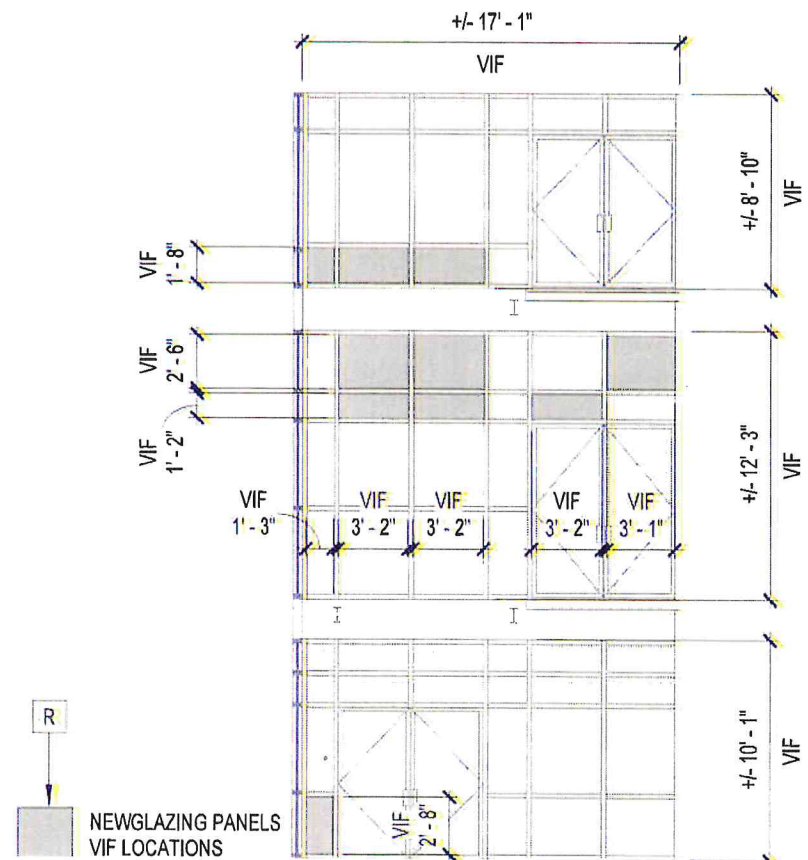 +/- 17' - 1"
VIF
+/- 8' - 10"
VIF
VIF
1' - 8"
VIF
2' - 6"
VIF
1' - 2"
+/- 12' - 3"
VIF
VIF
1' - 3"
VIF
3' - 2"
VIF
3' - 2"
VIF
3' - 2"
VIF
3' - 1"
+/- 10' - 1"
VIF
VIF
2' - 8"
R
NEWGLAZING PANELS
VIF LOCATIONS